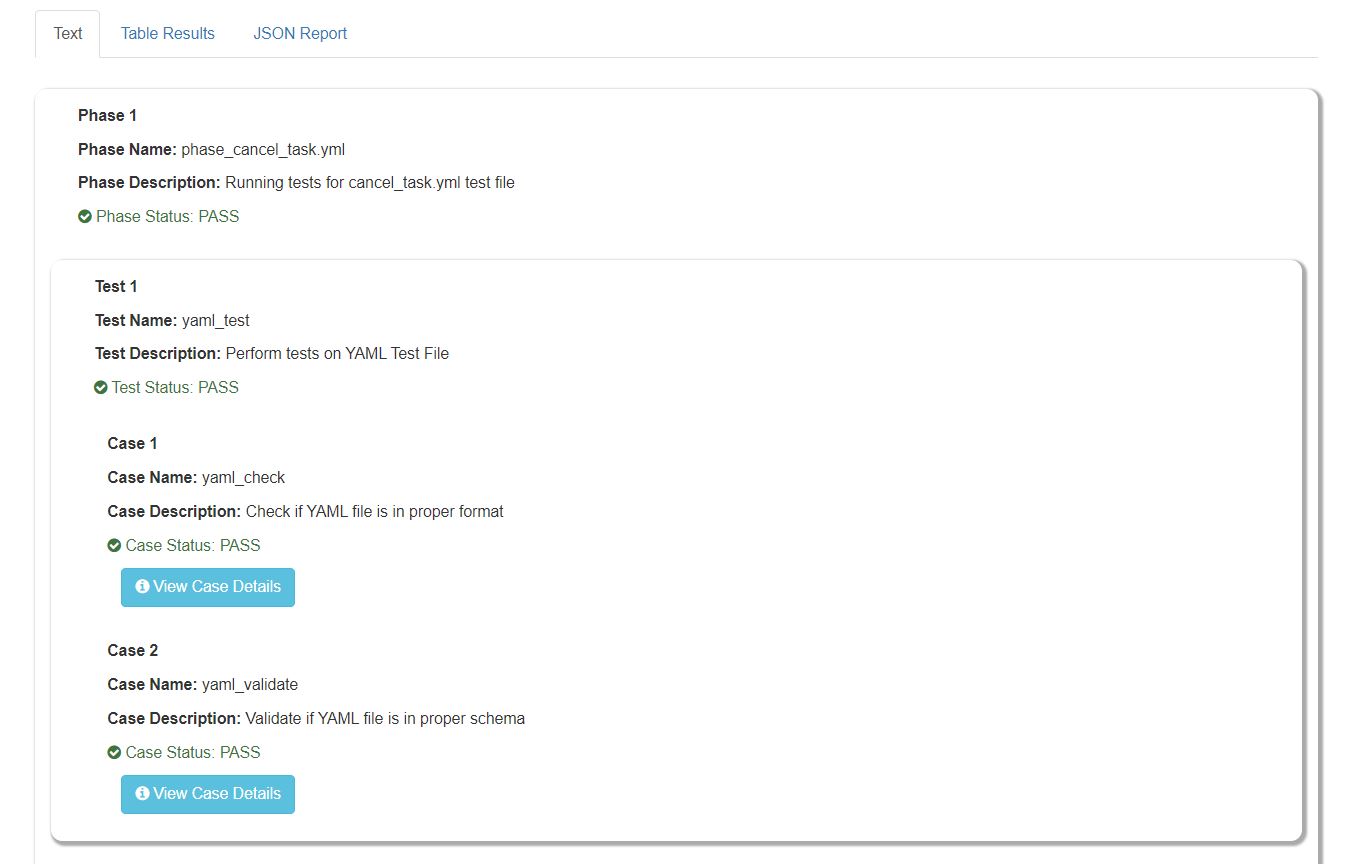 Text Table Results JSON Report
Phase 1
Phase Name: phase_cancel_task.yml
Phase Description: Running tests for cancel_task.yml test file
Phase Status: PASS
Test 1
Test Name: yaml_test
Test Description: Perform tests on YAML Test File
Test Status: PASS
Case 1
Case Name: yaml_check
Case Description: Check if YAML file is in proper format
Case Status: PASS
View Case Details
Case 2
Case Name: yaml_validate
Case Description: Validate if YAML file is in proper schema
Case Status: PASS
View Case Details